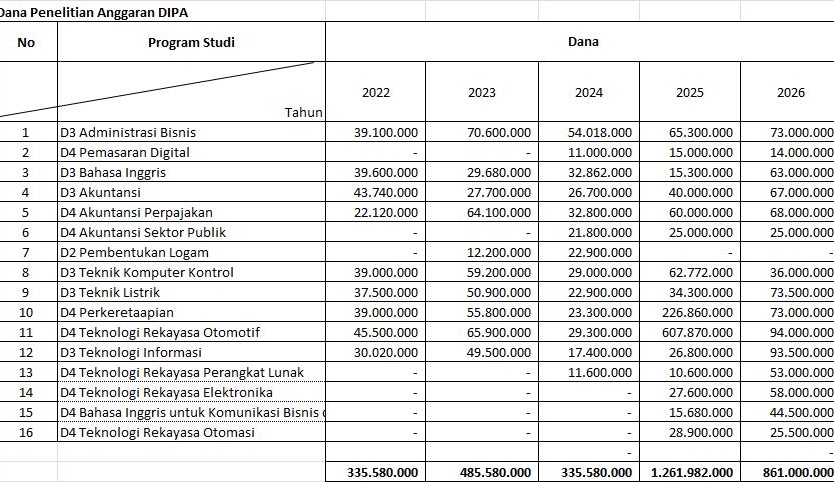 Dana Penelitian Anggaran DIPA
No Program Studi Dana
Tahun 2022 2023 2024 2025 2026
1 D3 Administrasi Bisnis 39.100.000 70.600.000 54.018.000 65.300.000 73.000.000
2 D4 Pemasaran Digital - - 11.000.000 15.000.000 14.000.000
3 D3 Bahasa Inggris 39.600.000 29.680.000 32.862.000 15.300.000 63.000.000
4 D3 Akuntansi 43.740.000 27.700.000 26.700.000 40.000.000 67.000.000
5 D4 Akuntansi Perpajakan 22.120.000 64.100.000 32.800.000 60.000.000 68.000.000
6 D4 Akuntansi Sektor Publik - - 21.800.000 25.000.000 25.000.000
7 D2 Pembentukan Logam - 12.200.000 22.900.000 - -
8 D3 Teknik Komputer Kontrol 39.000.000 59.200.000 29.000.000 62.772.000 36.000.000
9 D3 Teknik Listrik 37.500.000 50.900.000 22.900.000 34.300.000 73.500.000
10 D4 Perkeretaapian 39.000.000 55.800.000 23.300.000 226.860.000 73.000.000
11 D4 Teknologi Rekayasa Otomotif 45.500.000 65.900.000 29.300.000 607.870.000 94.000.000
12 D3 Teknologi Informasi 30.020.000 49.500.000 17.400.000 26.800.000 93.500.000
13 D4 Teknologi Rekayasa Perangkat Lunak - - 11.600.000 10.600.000 53.000.000
14 D4 Teknologi Rekayasa Elektronika - - - 27.600.000 58.000.000
15 D4 Bahasa Inggris untuk Komunikasi Bisnis - - - 15.680.000 44.500.000
16 D4 Teknologi Rekayasa Otomasi - - - 28.900.000 25.500.000
- -
335.580.000 485.580.000 335.580.000 1.261.982.000 861.000.000